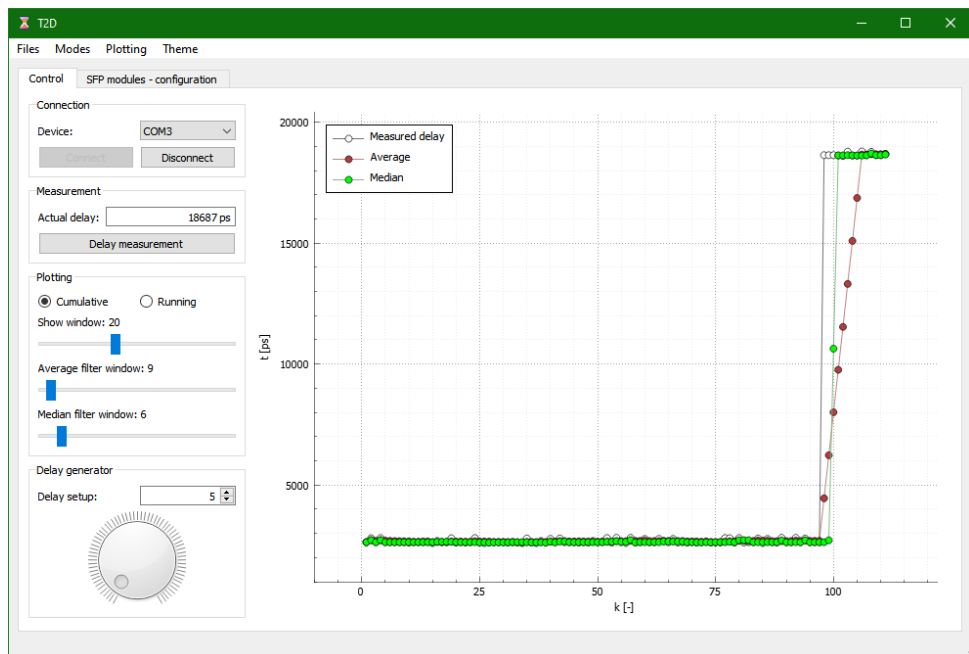 T2D
Files Modes Plotting Theme
Control SFP modules - configuration
Connection
Device: COM3
Connect Disconnect
Measurement
Actual delay: 18687 ps
Delay measurement
Plotting
Cumulative Running
Show window: 20
Average filter window: 9
Median filter window: 6
Delay generator
Delay setup: 5
Measured delay
Average
Median
20000
15000
10000
5000
t [ps]
0 25 50 75 100
k [-]